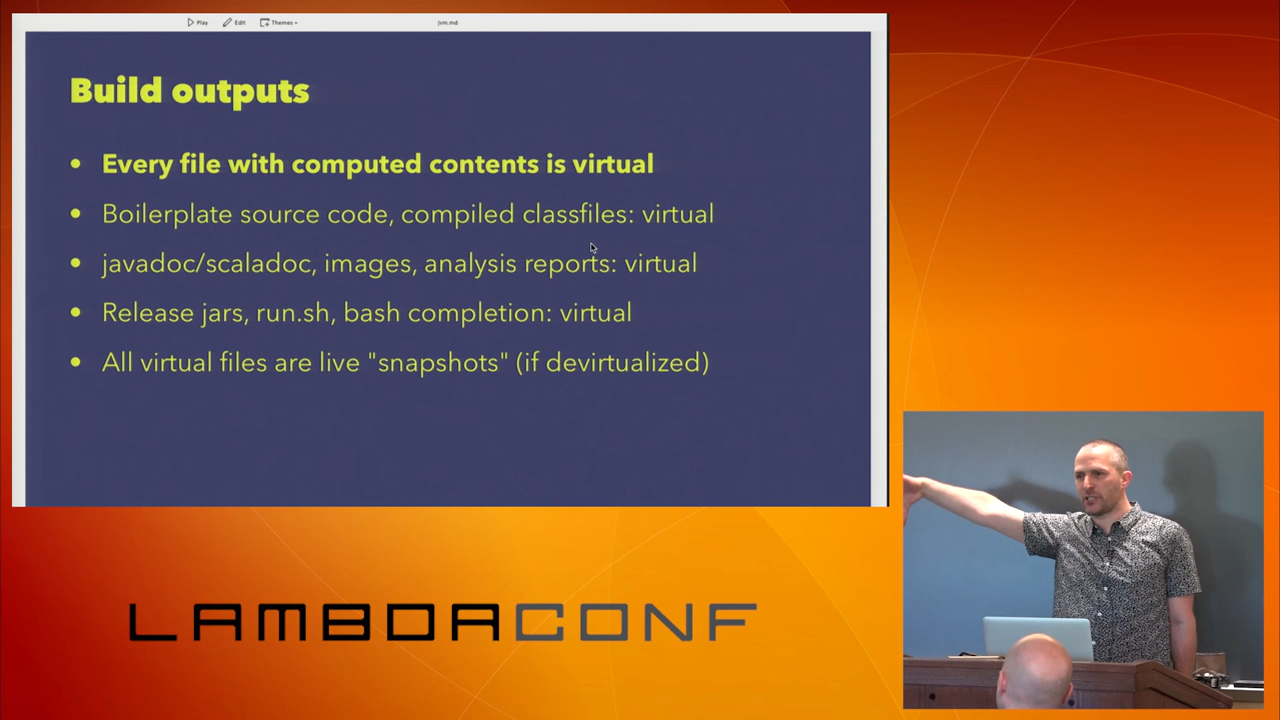 Play
Edit
Themes
jvm.md
Build outputs
• Every file with computed contents is virtual
• Boilerplate source code, compiled classfiles: virtual
• javadoc/scaladoc, images, analysis reports: virtual
• Release jars, run.sh, bash completion: virtual
• All virtual files are live "snapshots" (if devirtualized)
LAMBDACONF